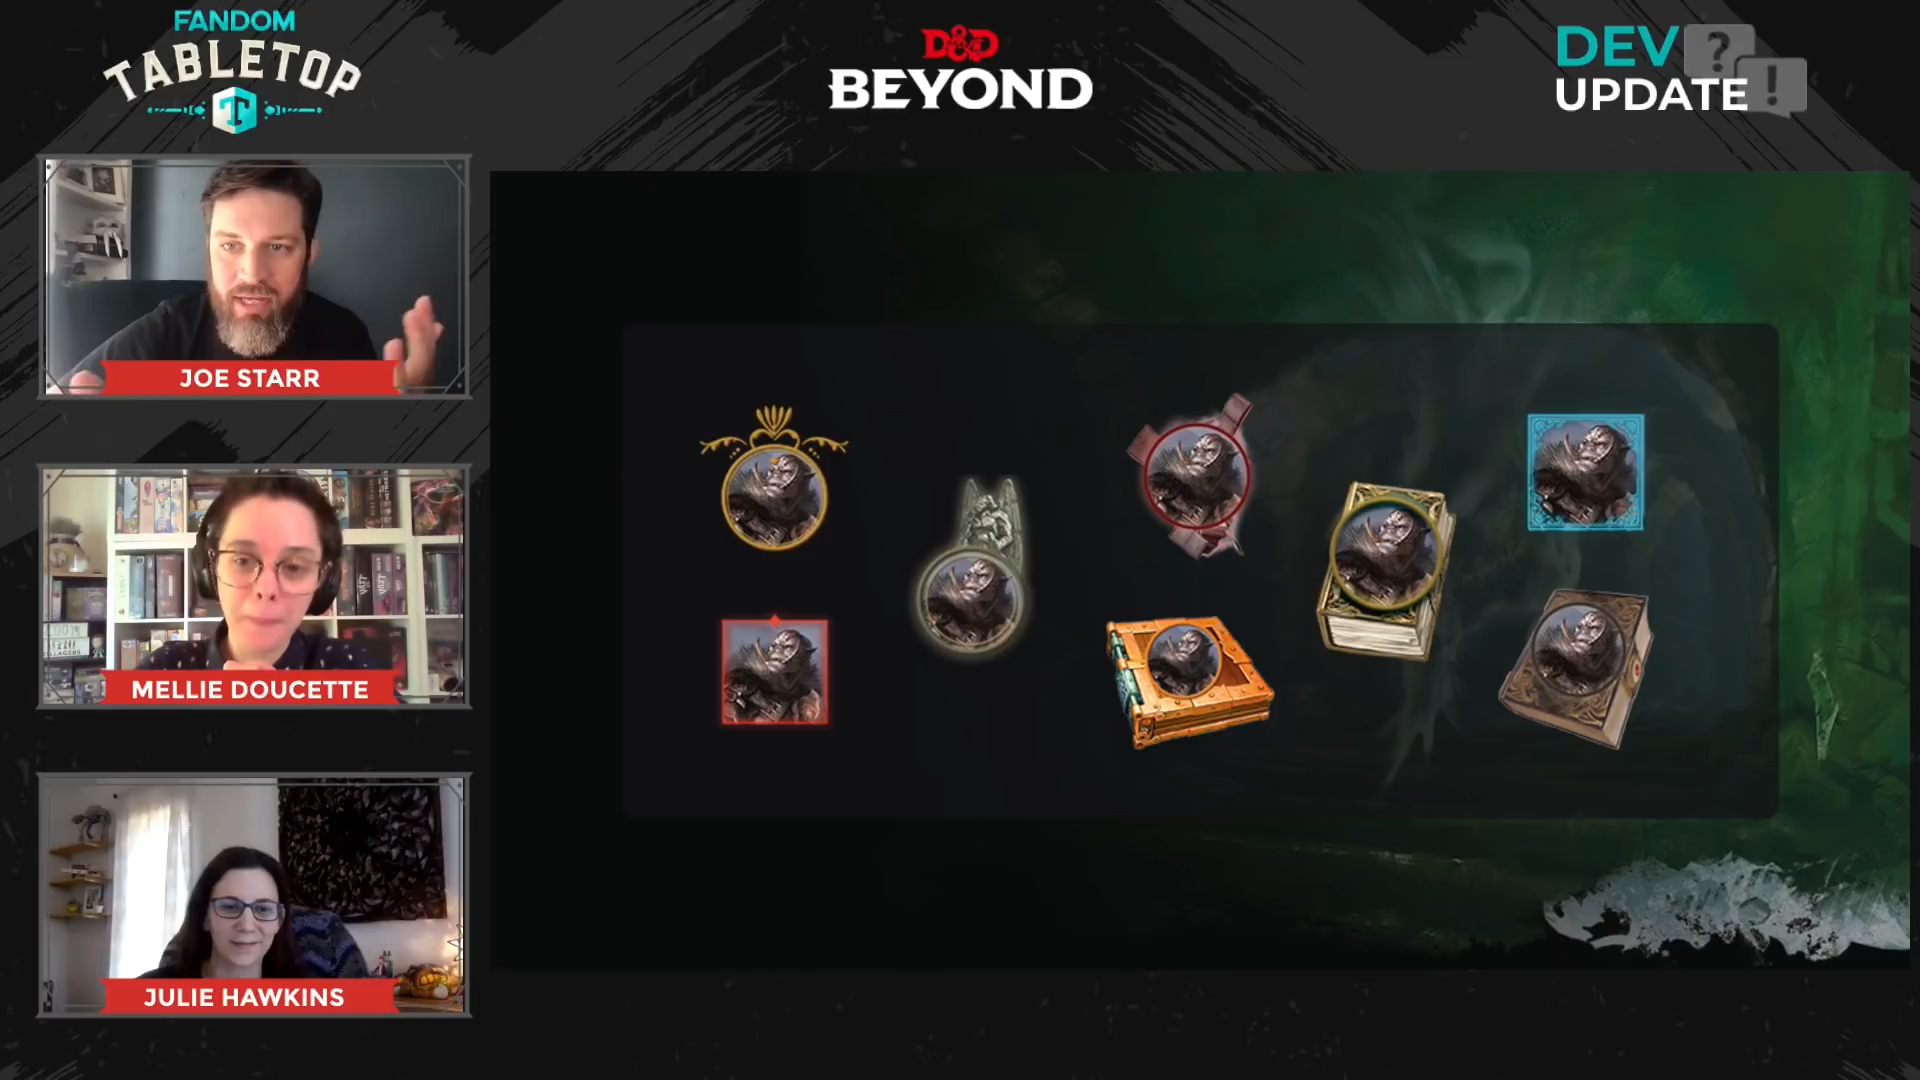 FANDOM
TABLETOP
T
D&D
BEYOND
DEV ?
UPDATE !
JOE STARR
MELLIE DOUCETTE
JULIE HAWKINS